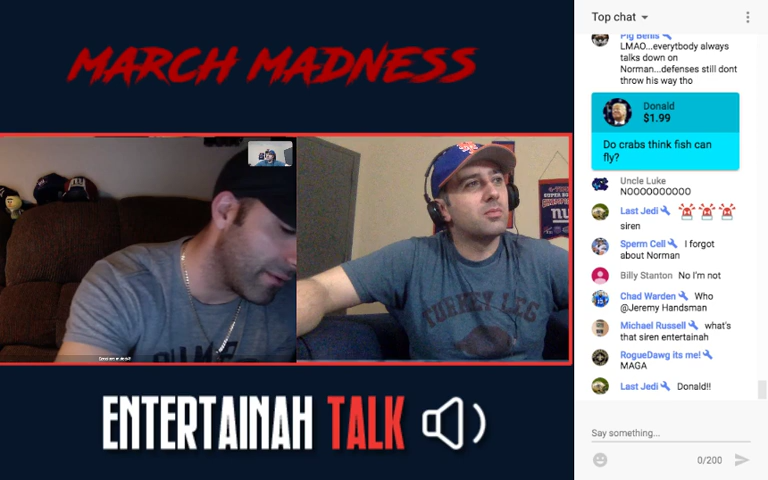 MARCH MADNESS
NU
TURKEY LEG
ENTERTAINAH TALK
Top chat
Pig Benis
LMAO...everybody always
talks down on
Norman...defenses still dont
throw his way tho
Donald
$1.99
Do crabs think fish can
fly?
Uncle Luke
NOOOOOOOOOO
Last Jedi
siren
Sperm Cell I forgot
about Norman
Billy Stanton No I'm not
Chad Warden Who
@Jeremy Handsman
Michael Russell what's
that siren entertainah
RogueDawg its me!
MAGA
Last Jedi Donald!!
Say something...
0/200